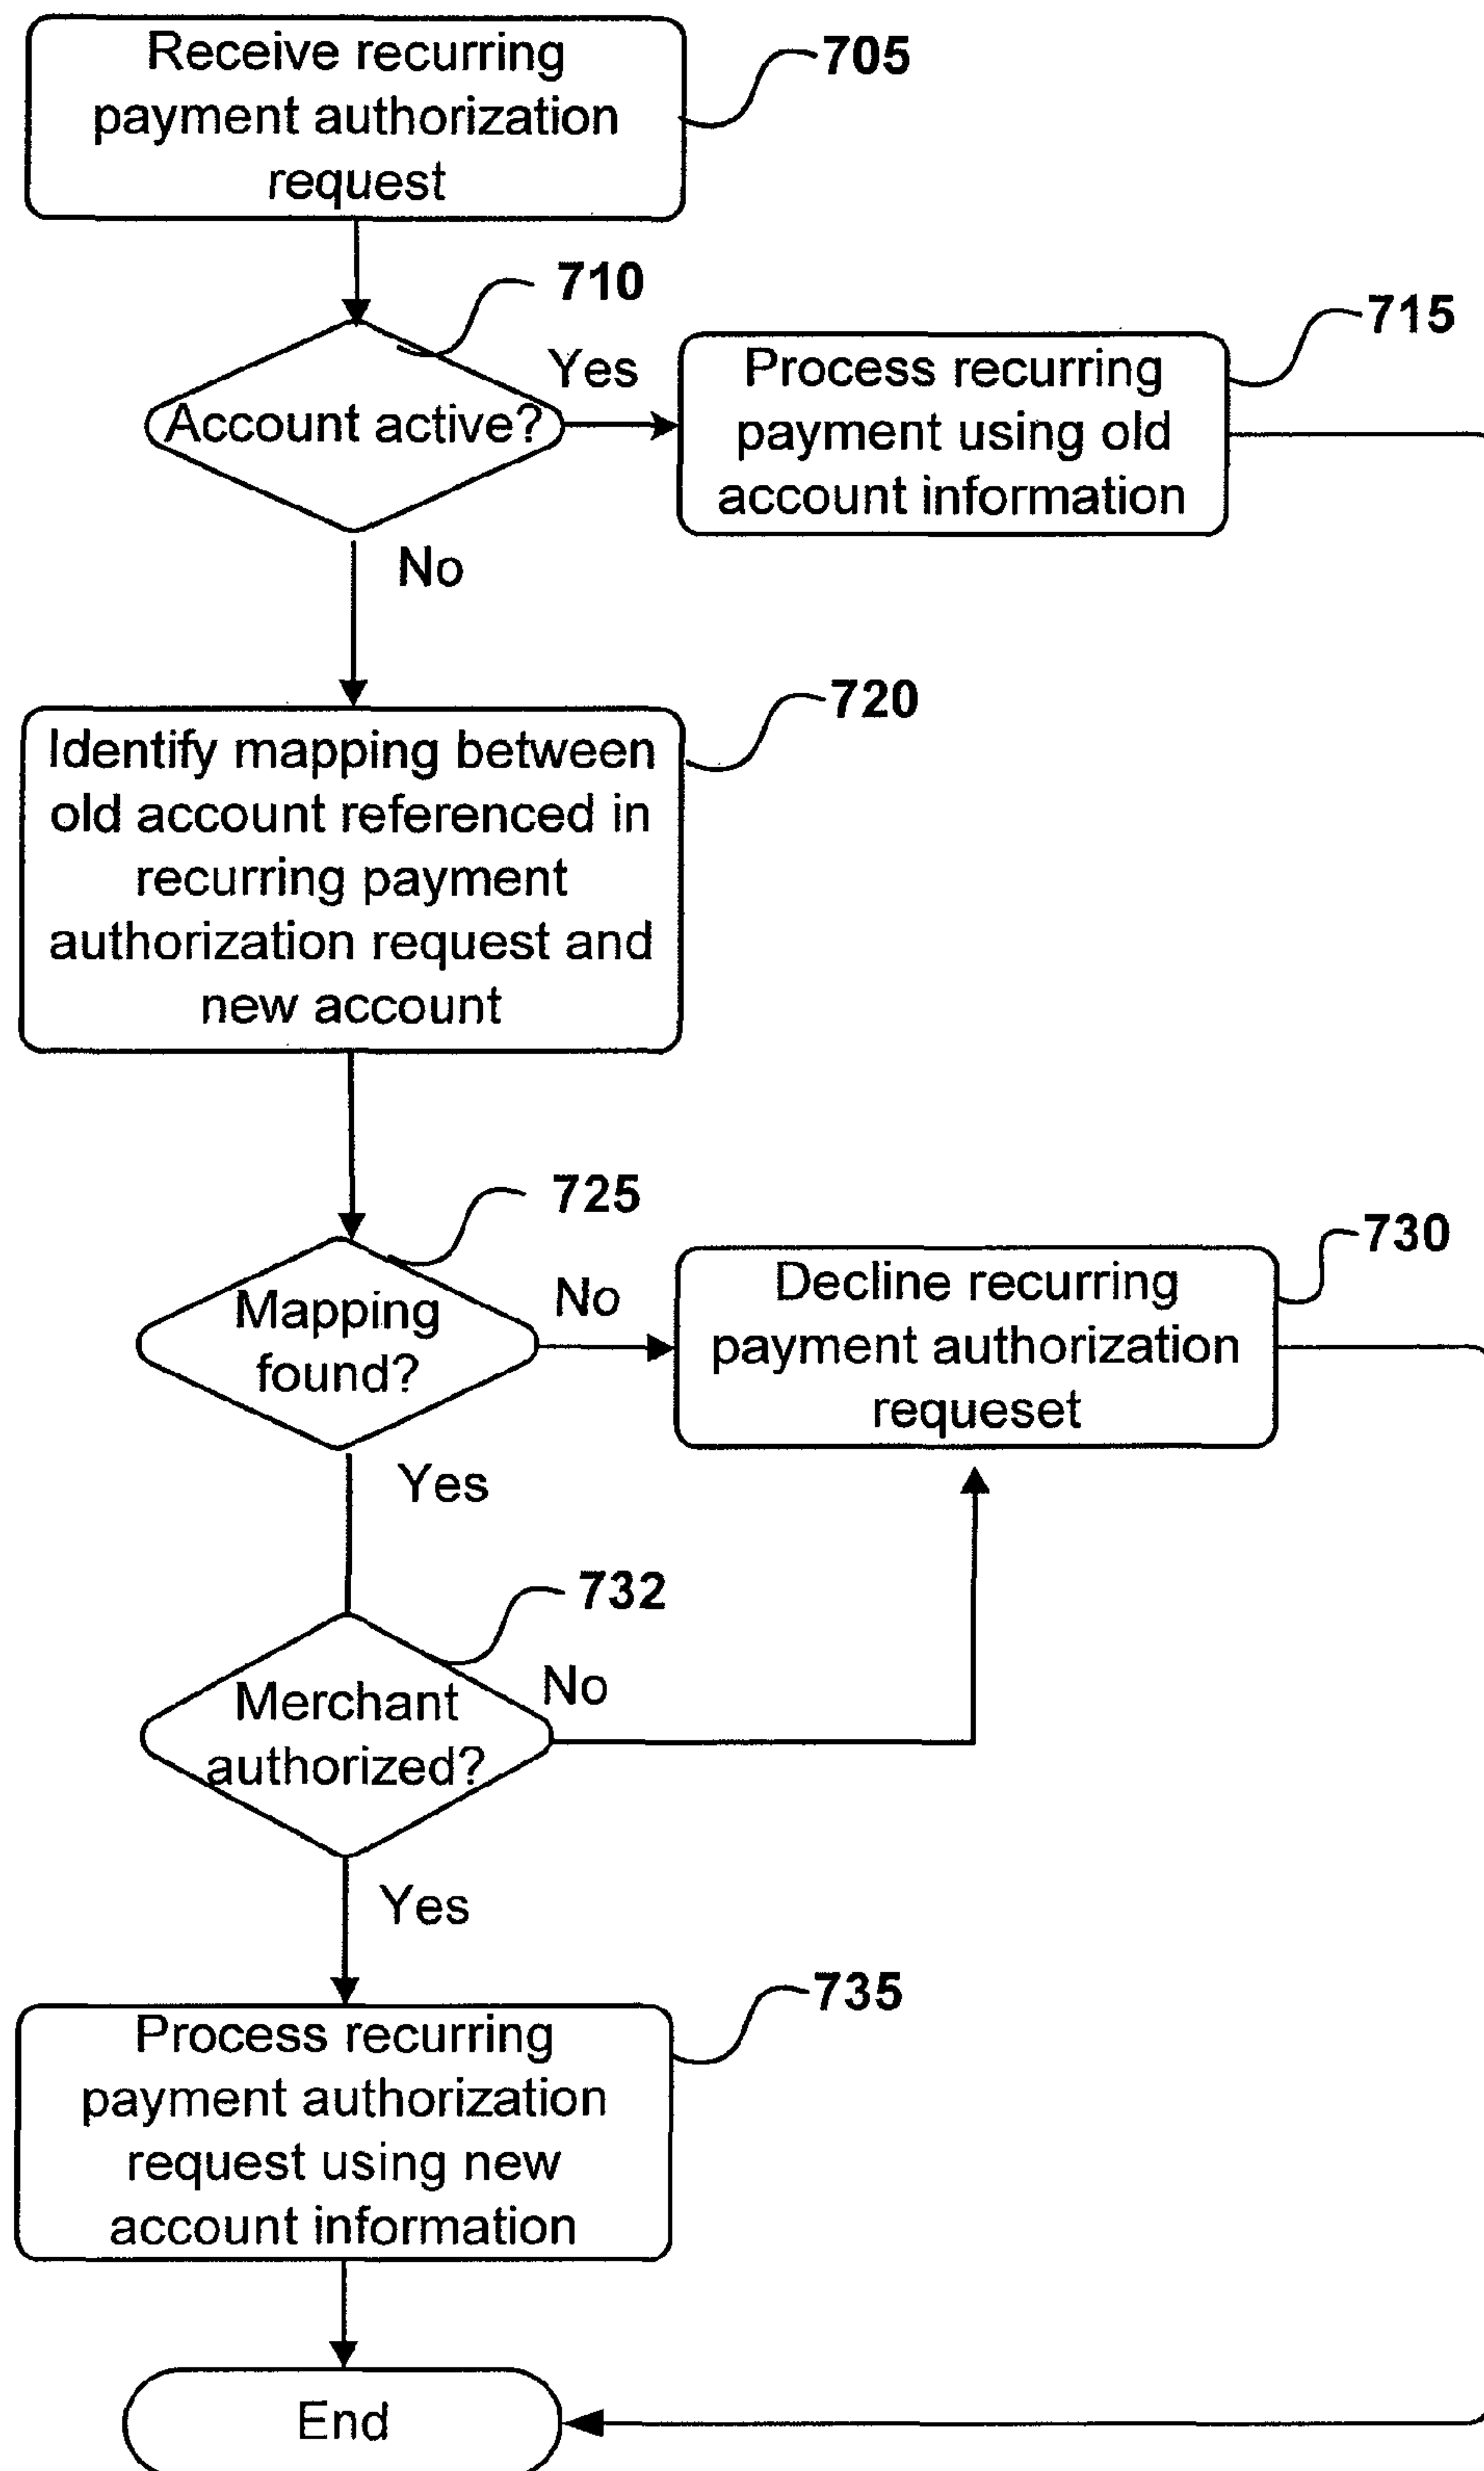 Receive recurring
payment authorization
request
705
710
Account active?
Yes
Process recurring
payment using old
account information
715
No
Identify mapping between
old account referenced in
recurring payment
authorization request and
new account
720
725
Mapping
found?
No
Decline recurring
payment authorization
requeset
730
Yes
732
Merchant
authorized?
No
Yes
Process recurring
payment authorization
request using new
account information
735
End